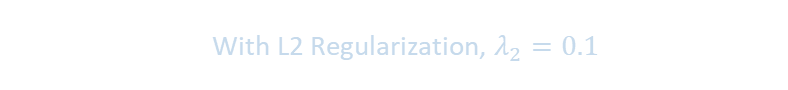 With L2 Regularization, λ₂ = 0.1